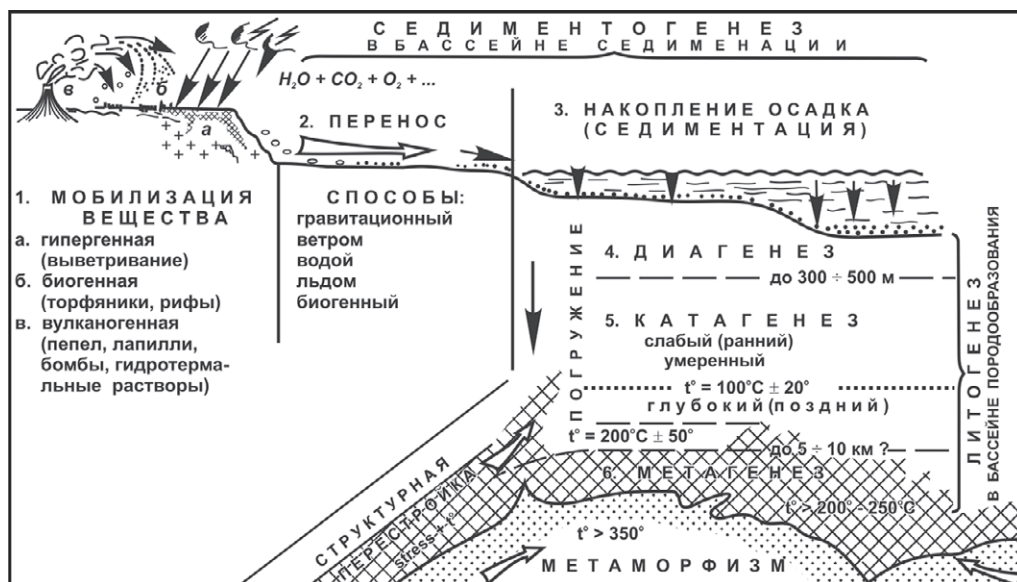 СЕДИМЕНТОГЕНЕЗ
В БАССЕЙНЕ СЕДИМЕНАЦИИ
H₂O + CO₂ + O₂ + ...
в
б
а
2. ПЕРЕНОС
3. НАКОПЛЕНИЕ ОСАДКА
(СЕДИМЕНТАЦИЯ)
1. МОБИЛИЗАЦИЯ
ВЕЩЕСТВА
а. гипергенная
(выветривание)
б. биогенная
(торфяники, рифы)
в. вулканогенная
(пепел, лапилли,
бомбы, гидротерма-
льные растворы)
СПОСОБЫ:
гравитационный
ветром
водой
льдом
биогенный
ПОГРУЖЕНИЕ
4. ДИАГЕНЕЗ
до 300 ÷ 500 м
5. КАТАГЕНЕЗ
слабый (ранний)
умеренный
t° = 100°C ± 20°
глубокий (поздний)
t° = 200°C ± 50°
до 5 ÷ 10 км ?
6. МЕТАГЕНЕЗ
t° > 200° - 250°C
t° > 350°
МЕТАМОРФИЗМ
СТРУКТУРНАЯ
ПЕРЕСТРОЙКА
stress + t°
ЛИТОГЕНЕЗ
В БАССЕЙНЕ ПОРОДООБРАЗОВАНИЯ